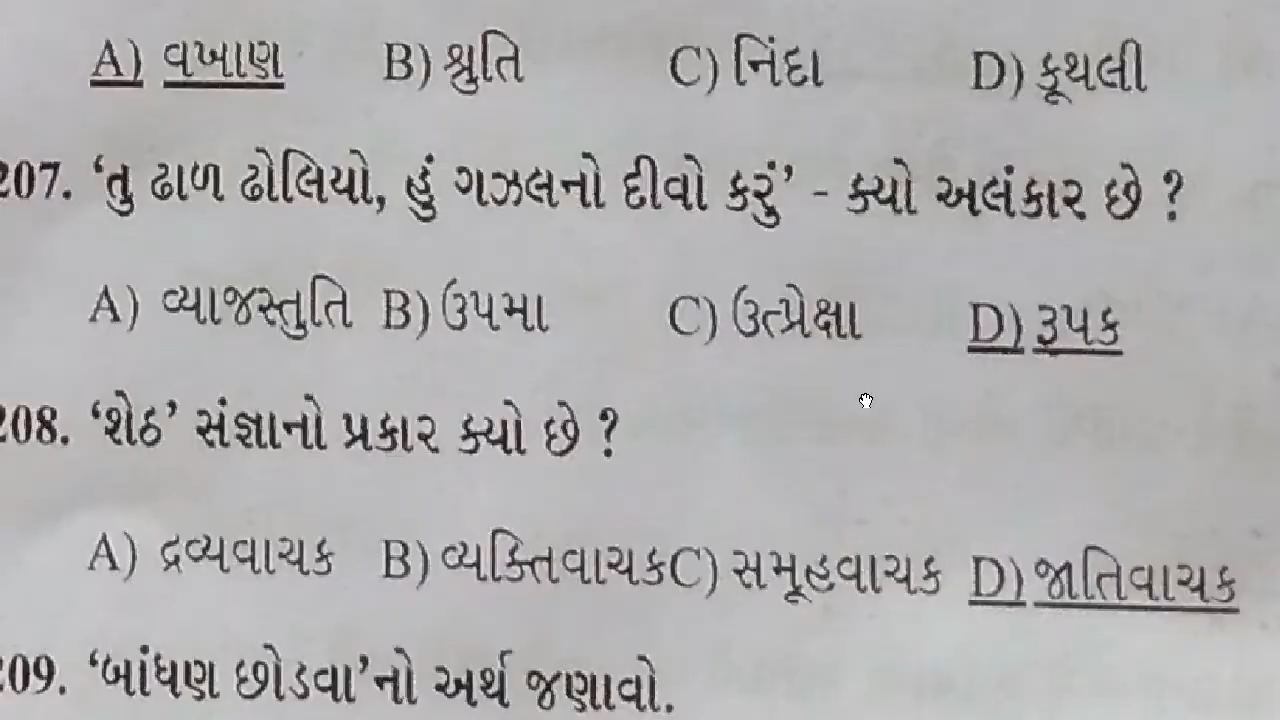 A) વખાણ B) શ્રુતિ C) નિંદા D) કૂથલી
207. ‘તુ ઢાળ ઢોલિયો, હું ગઝલનો દીવો કરું’ - ક્યો અલંકાર છે ?
A) વ્યાજસ્તુતિ B) ઉપમા C) ઉત્પ્રેક્ષા D) રૂપક
208. ‘શેઠ’ સંજ્ઞાનો પ્રકાર ક્યો છે ?
A) દ્રવ્યવાચક B) વ્યક્તિવાચક C) સમૂહવાચક D) જાતિવાચક
209. ‘બાંધણ છોડવા’નો અર્થ જણાવો.